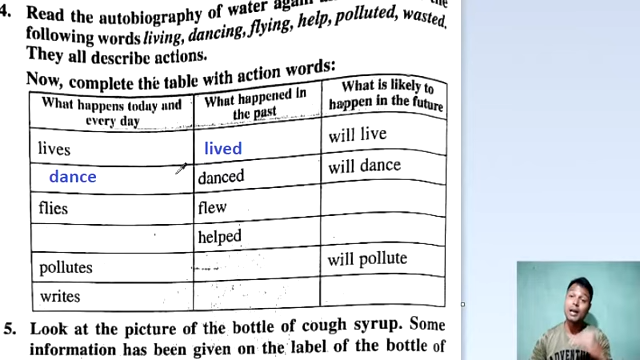 the
4. Read the autobiography of water again
following words living, dancing, flying, help, polluted, wasted.
They all describe actions.
Now, complete the table with action words:
What happens today and every day
What happened in the past
What is likely to happen in the future
lives lived will live
dance danced will dance
flies flew
helped
pollutes will pollute
writes
5. Look at the picture of the bottle of cough syrup. Some
information has been given on the label of the bottle of